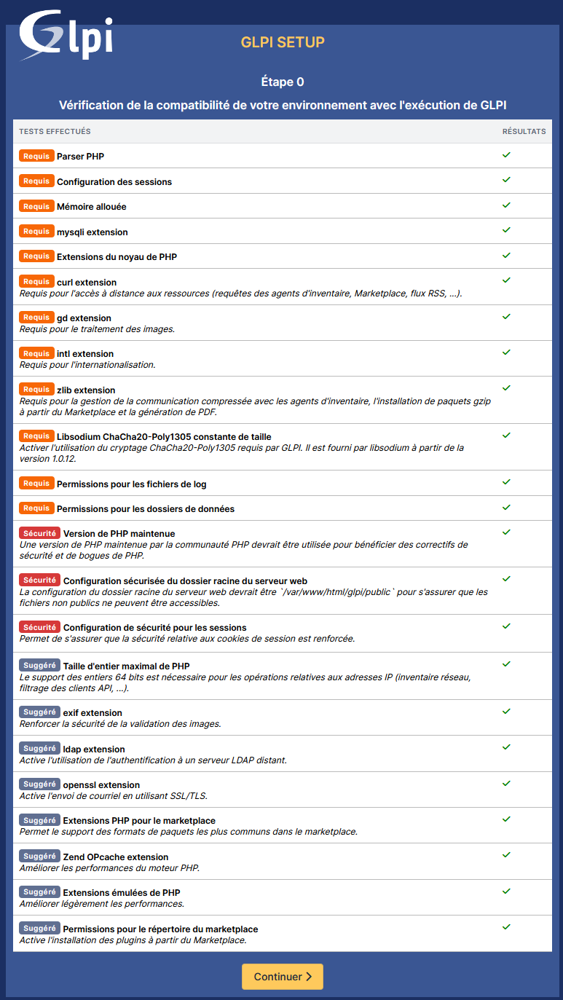 Glpi
GLPI SETUP
Étape 0
Vérification de la compatibilité de votre environnement avec l'exécution de GLPI
TESTS EFFECTUÉS RÉSULTATS
Requis Parser PHP
Requis Configuration des sessions
Requis Mémoire allouée
Requis mysqli extension
Requis Extensions du noyau de PHP
Requis curl extension
Requis pour l'accès à distance aux ressources (requêtes des agents d'inventaire, Marketplace, flux RSS, ...).
Requis gd extension
Requis pour le traitement des images.
Requis intl extension
Requis pour l'internationalisation.
Requis zlib extension
Requis pour la gestion de la communication compressée avec les agents d'inventaire, l'installation de paquets gzip
à partir du Marketplace et la génération de PDF.
Requis Libsodium ChaCha20-Poly1305 constante de taille
Activer l'utilisation du cryptage ChaCha20-Poly1305 requis par GLPI. Il est fourni par libsodium à partir de la
version 1.0.12.
Requis Permissions pour les fichiers de log
Requis Permissions pour les dossiers de données
Sécurité Version de PHP maintenue
Une version de PHP maintenue par la communauté PHP devrait être utilisée pour bénéficier des correctifs de
sécurité et de bogues de PHP.
Sécurité Configuration sécurisée du dossier racine du serveur web
La configuration du dossier racine du serveur web devrait être `/var/www/html/glpi/public` pour s'assurer que les
fichiers non publics ne peuvent être accessibles.
Sécurité Configuration de sécurité pour les sessions
Permet de s'assurer que la sécurité relative aux cookies de session est renforcée.
Suggéré Taille d'entier maximal de PHP
Le support des entiers 64 bits est nécessaire pour les opérations relatives aux adresses IP (inventaire réseau,
filtrage des clients API, ...).
Suggéré exif extension
Renforcer la sécurité de la validation des images.
Suggéré ldap extension
Active l'utilisation de l'authentification à un serveur LDAP distant.
Suggéré openssl extension
Active l'envoi de courriel en utilisant SSL/TLS.
Suggéré Extensions PHP pour le marketplace
Permet le support des formats de paquets les plus communs dans le marketplace.
Suggéré Zend OPcache extension
Améliorer les performances du moteur PHP.
Suggéré Extensions émulées de PHP
Améliorer légèrement les performances.
Suggéré Permissions pour le répertoire du marketplace
Active l'installation des plugins à partir du Marketplace.
Continuer